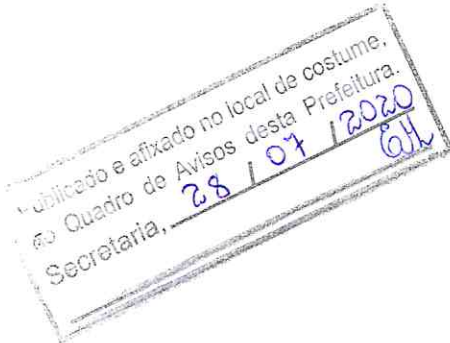 Publicado e afixado no local de costume,
no Quadro de Avisos desta Prefeitura.
Secretaria, 28 / 07 / 2020